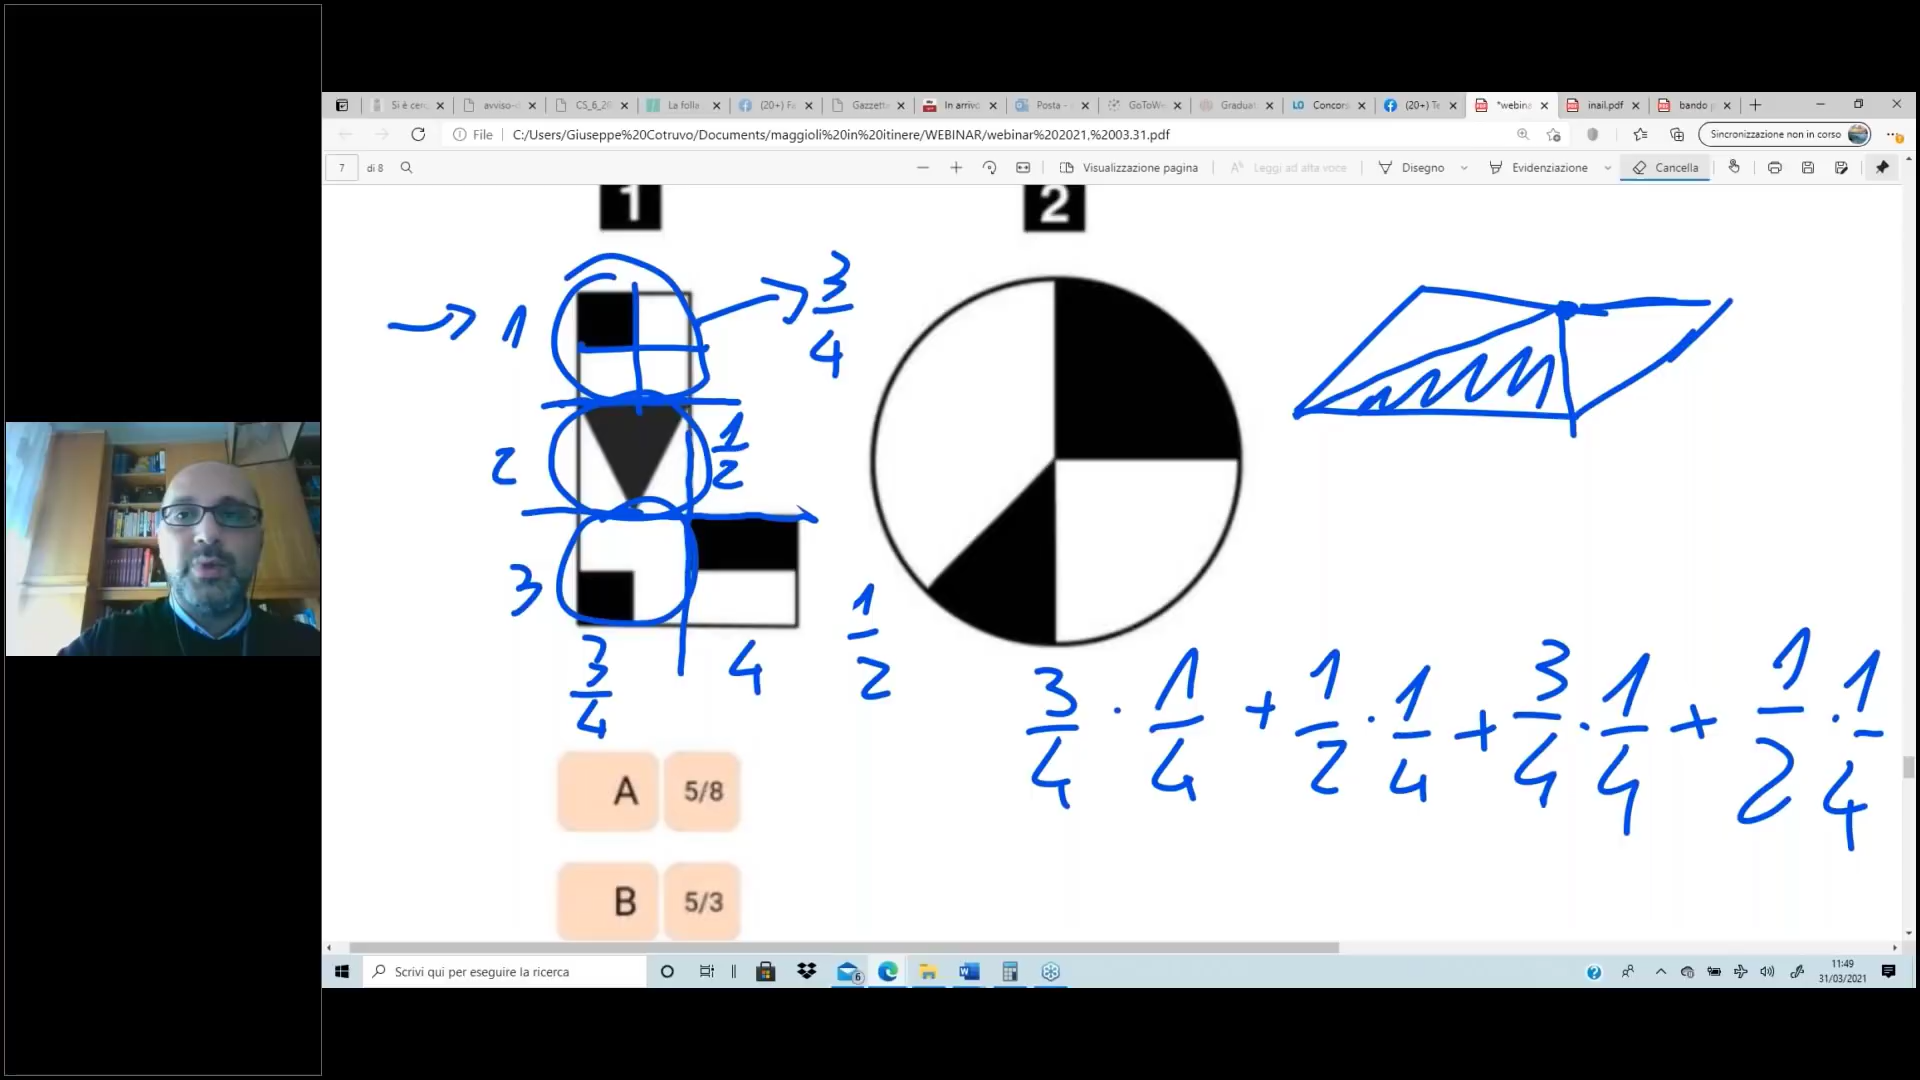 Si è cerc
avviso-c
CS_6_20
La folla
(20+) Fa
Gazzetta
In arrivo
Posta -
GoToWe
Graduat
Concors
(20+) Te
*webina
inail.pdf
bando p
File
C:/Users/Giuseppe%20Cotruvo/Documents/maggioli%20in%20itinere/WEBINAR/webinar%202021,%2003.31.pdf
Sincronizzazione non in corso
7 di 8
Visualizzazione pagina
Leggi ad alta voce
Disegno
Evidenziazione
Cancella
1 2
→ 1 → 3/4
2 1/2
3 1/2
3/4 4
3/4 · 1/4 + 1/2 · 1/4 + 3/4 · 1/4 + 1/2 · 1/4
A 5/8
B 5/3
Scrivi qui per eseguire la ricerca
6
11:49
31/03/2021